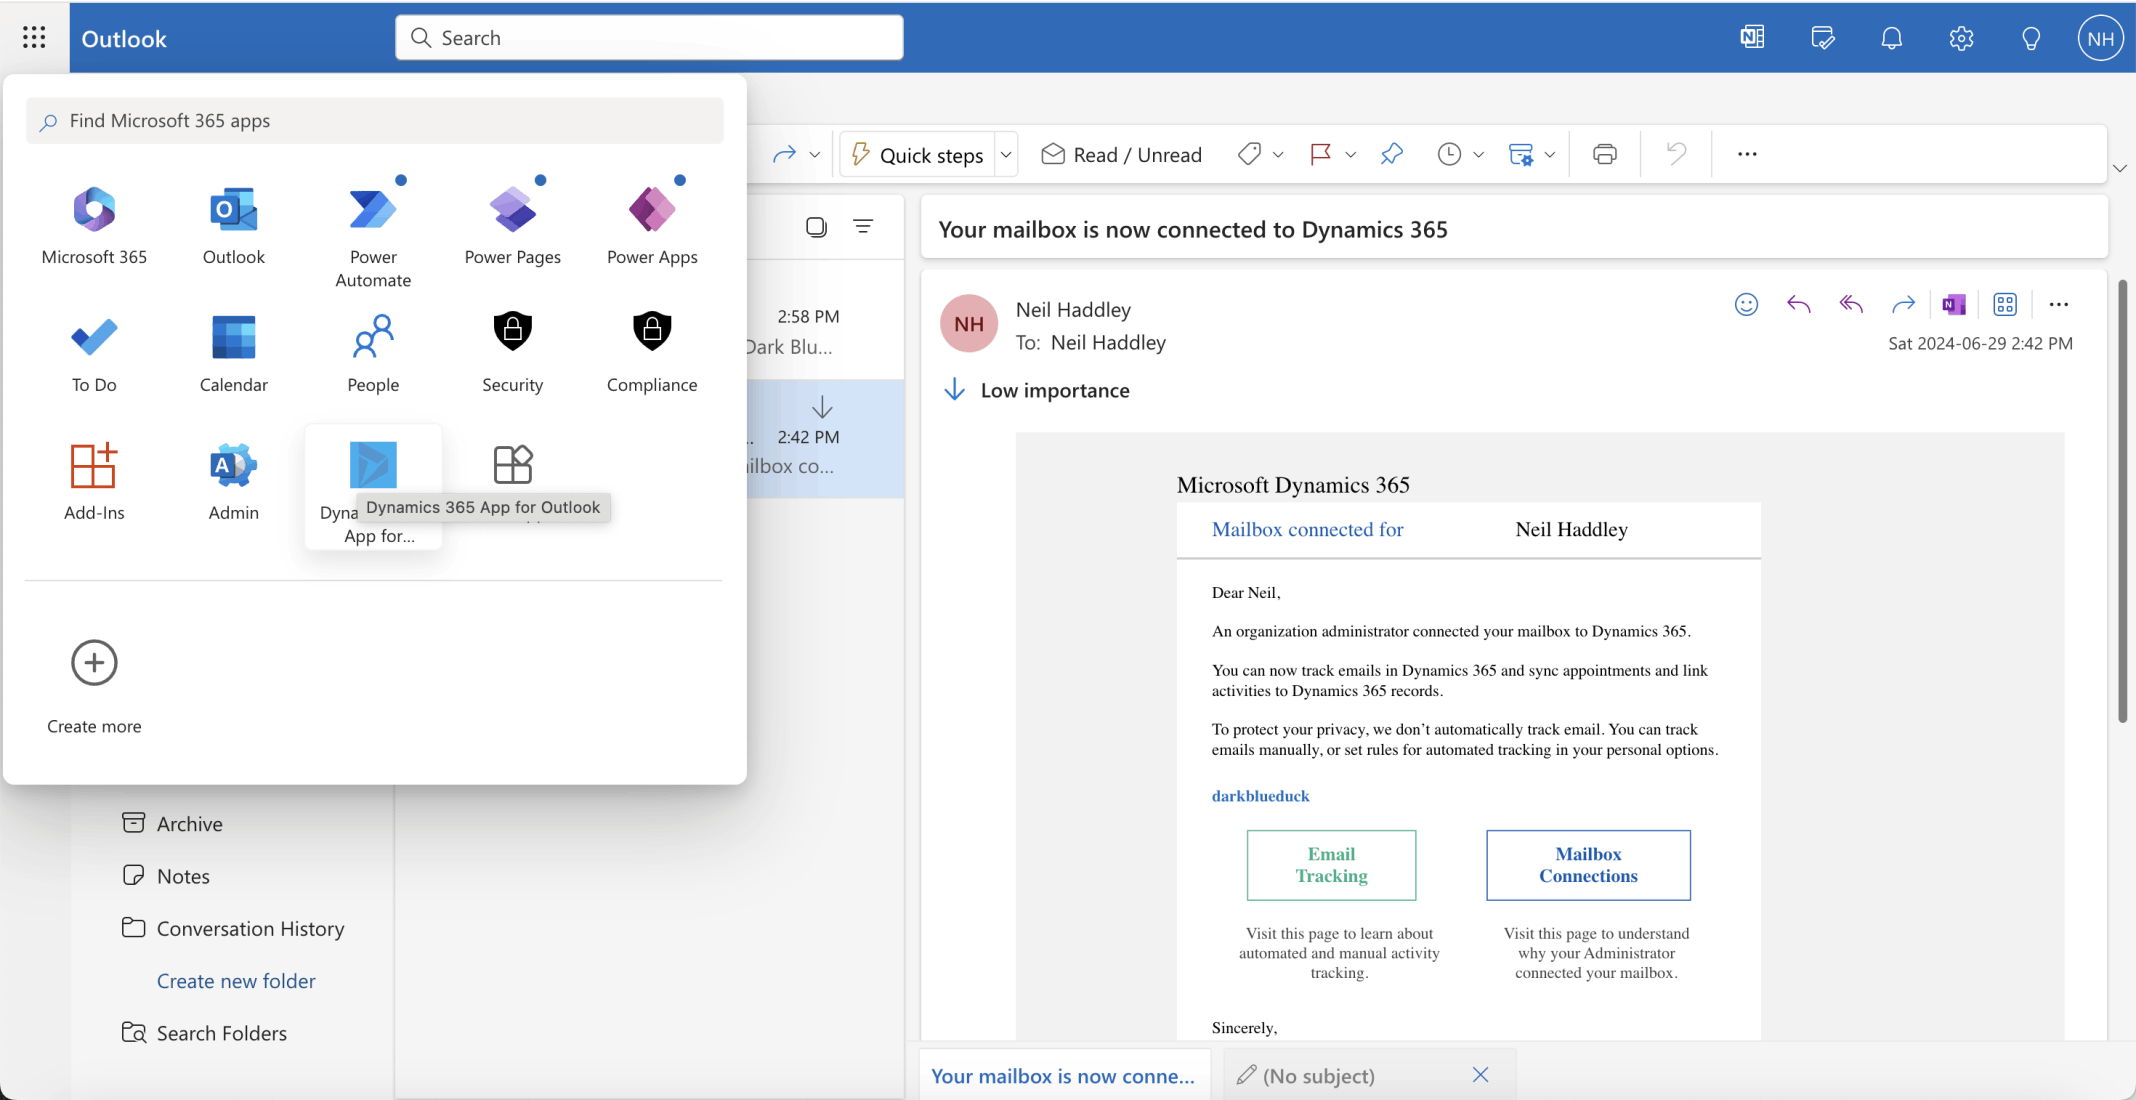 Outlook
Search
NH
Find Microsoft 365 apps
Microsoft 365
Outlook
Power
Automate
Power Pages
Power Apps
To Do
Calendar
People
Security
Compliance
Add-Ins
Admin
Dyna
App for...
Dynamics 365 App for Outlook
Create more
Archive
Notes
Conversation History
Create new folder
Search Folders
Quick steps
Read / Unread
2:58 PM
Dark Blu...
2:42 PM
ilbox co...
Your mailbox is now connected to Dynamics 365
NH
Neil Haddley
To: Neil Haddley
Sat 2024-06-29 2:42 PM
Low importance
Microsoft Dynamics 365
Mailbox connected for
Neil Haddley
Dear Neil,
An organization administrator connected your mailbox to Dynamics 365.
You can now track emails in Dynamics 365 and sync appointments and link
activities to Dynamics 365 records.
To protect your privacy, we don’t automatically track email. You can track
emails manually, or set rules for automated tracking in your personal options.
darkblueduck
Email
Tracking
Mailbox
Connections
Visit this page to learn about
automated and manual activity
tracking.
Visit this page to understand
why your Administrator
connected your mailbox.
Sincerely,
Your mailbox is now conne...
(No subject)